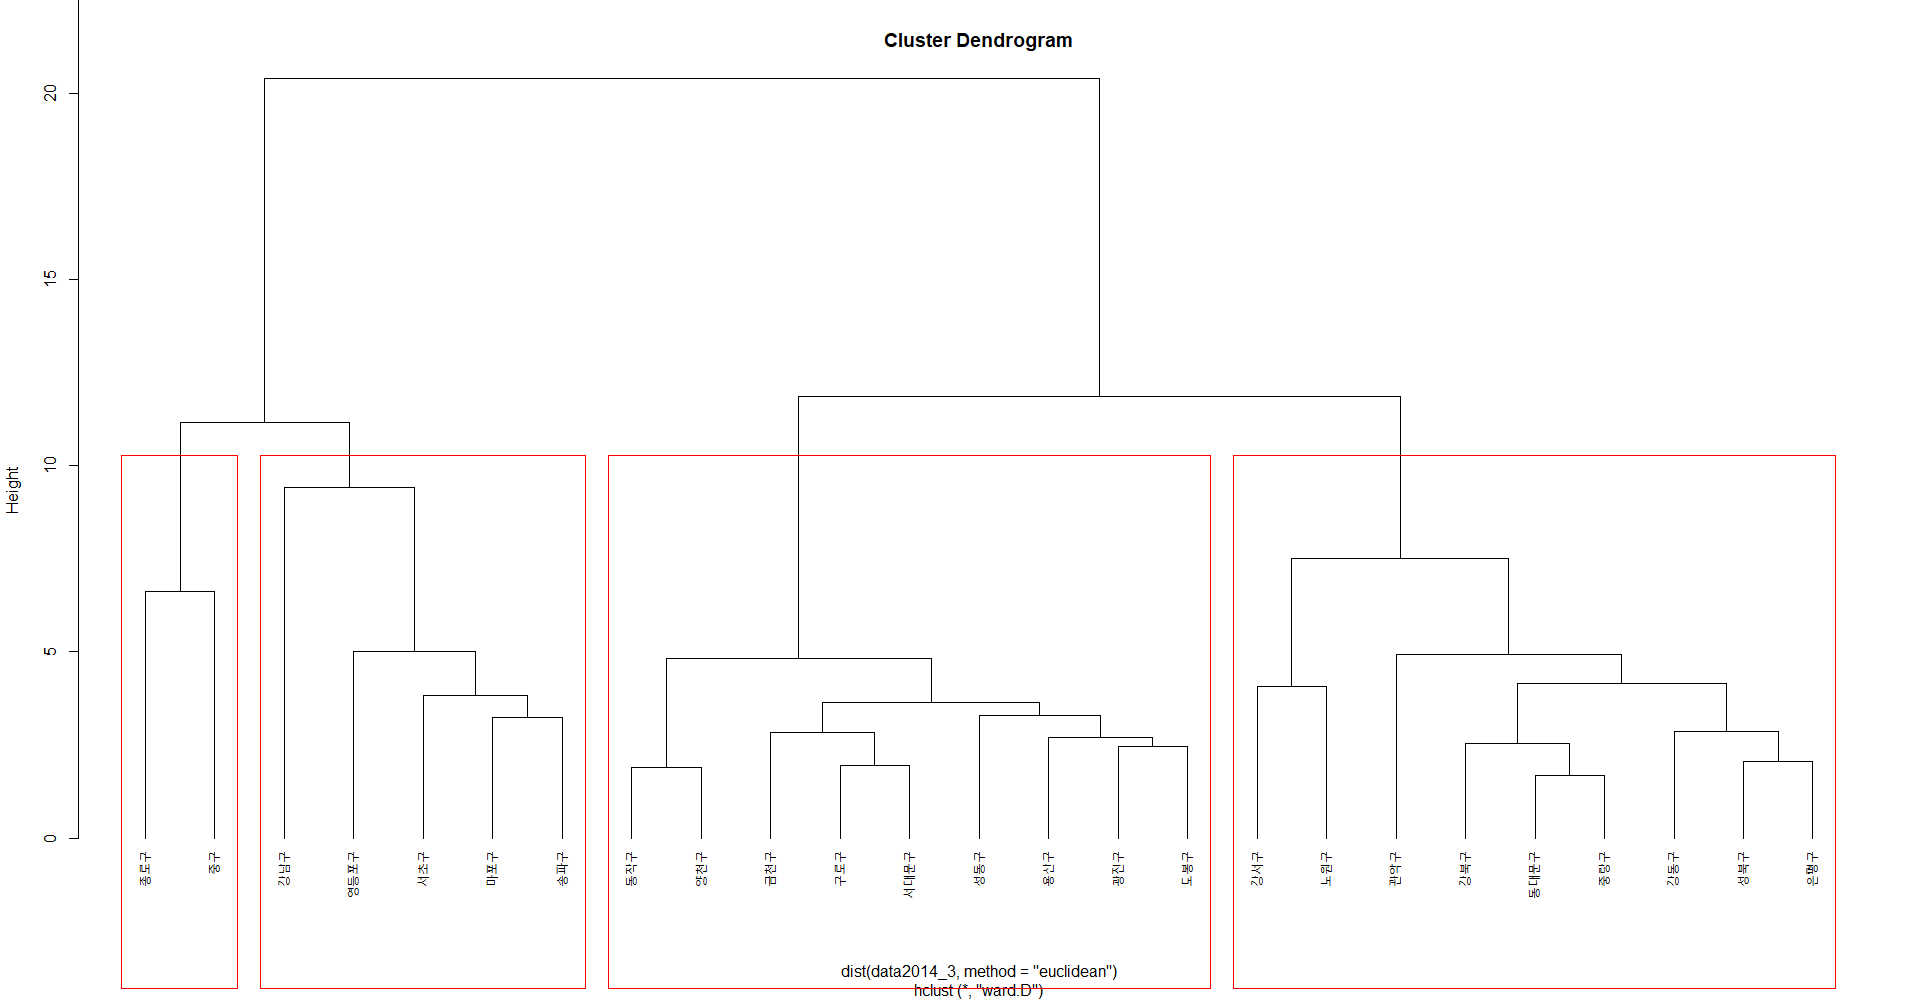 Cluster Dendrogram
Height
20
15
10
5
0
종로구
중구
강남구
영등포구
서초구
마포구
송파구
동작구
양천구
금천구
구로구
서대문구
성동구
용산구
광진구
도봉구
강서구
노원구
관악구
강북구
동대문구
중랑구
강동구
성북구
은평구
dist(data2014_3, method = "euclidean")
hclust (*, "ward.D")